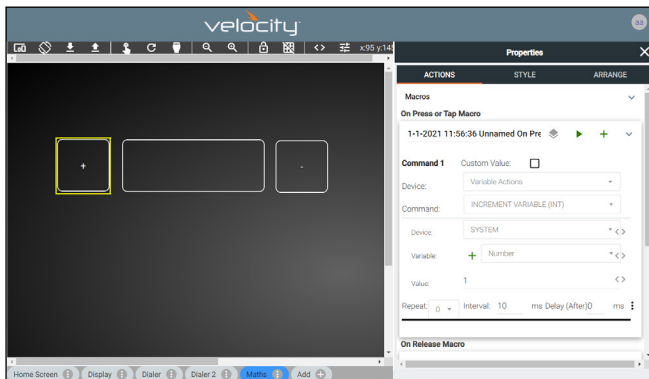 velocity
aa
x:95 y:145
Properties
X
ACTIONS STYLE ARRANGE
Macros
On Press or Tap Macro
1-1-2021 11:56:36 Unnamed On Pre
Command 1 Custom Value:
Device: Variable Actions
Command: INCREMENT VARIABLE (INT)
Device: SYSTEM
Variable: + Number
Value: 1
Repeat: 0 Interval: 10 ms Delay (After)0 ms
On Release Macro
+
-
Home Screen Display Dialer Dialer 2 Maths Add